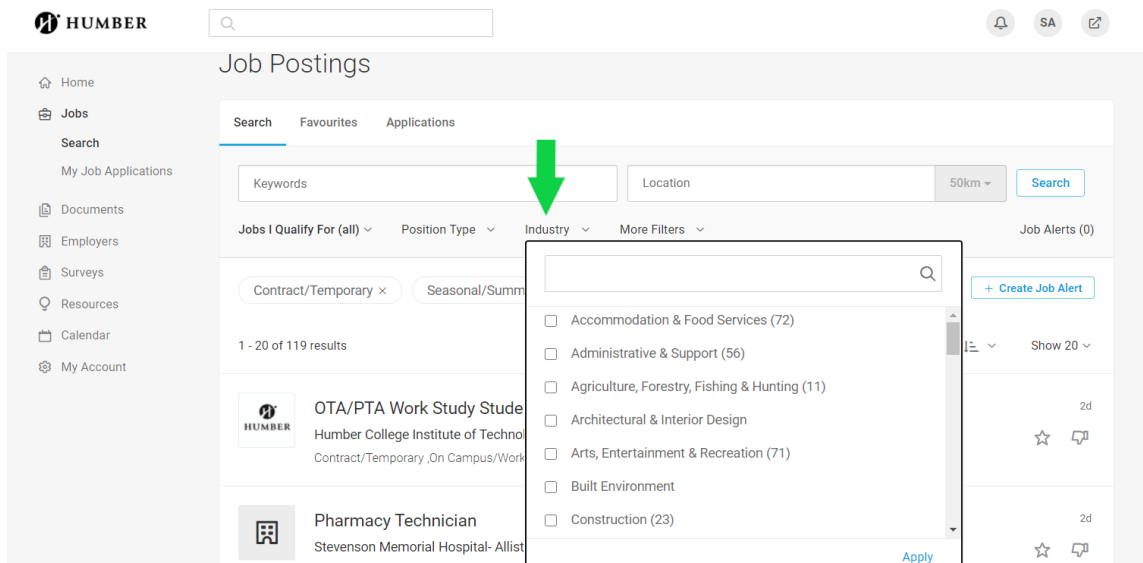 HUMBER
SA
Job Postings
Home
Jobs
Search
My Job Applications
Documents
Employers
Surveys
Resources
Calendar
My Account
Search Favourites Applications
Keywords Location 50km Search
Jobs I Qualify For (all) Position Type Industry More Filters Job Alerts (0)
Contract/Temporary × Seasonal/Summ
+ Create Job Alert
1 - 20 of 119 results
Show 20
Accommodation & Food Services (72)
Administrative & Support (56)
Agriculture, Forestry, Fishing & Hunting (11)
Architectural & Interior Design
Arts, Entertainment & Recreation (71)
Built Environment
Construction (23)
Apply
HUMBER
OTA/PTA Work Study Stude
Humber College Institute of Technol
Contract/Temporary ,On Campus/Work
2d
Pharmacy Technician
Stevenson Memorial Hospital- Allist
2d